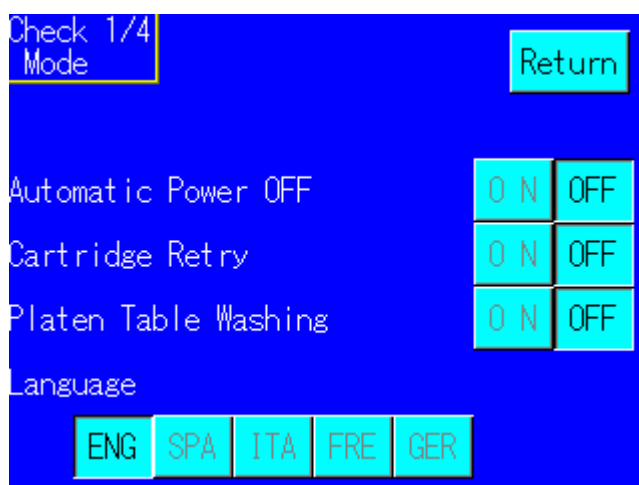 Check 1/4
Mode
Return
Automatic Power OFF
O N OFF
Cartridge Retry
O N OFF
Platen Table Washing
O N OFF
Language
ENG SPA ITA FRE GER